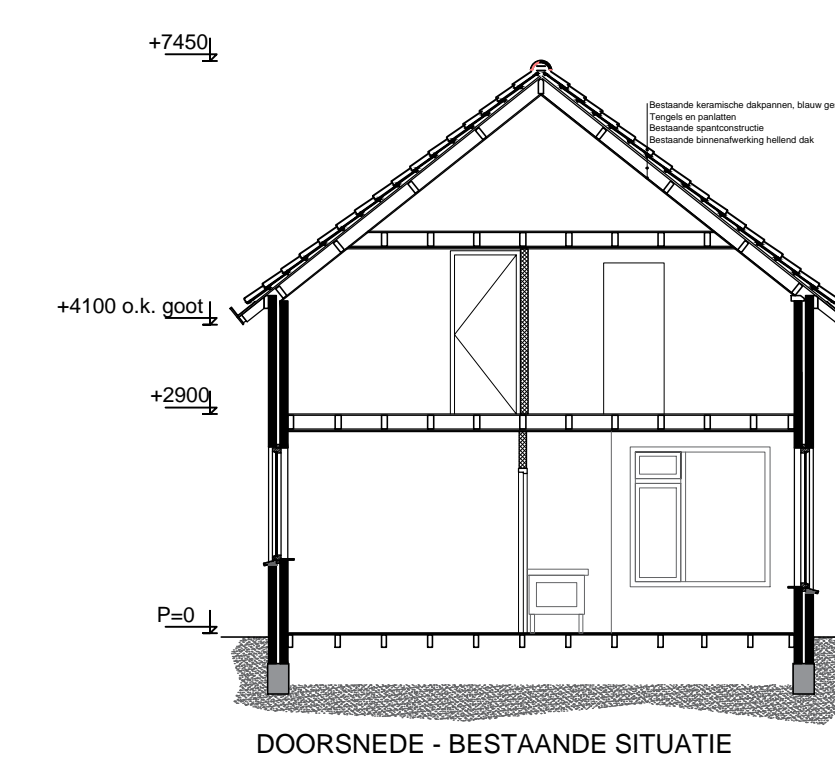 +7450
Bestaande keramische dakpannen, blauw ge
Tengels en panlatten
Bestaande spantconstructie
Bestaande binnenafwerking hellend dak
+4100 o.k. goot
+2900
P=0
DOORSNEDE - BESTAANDE SITUATIE